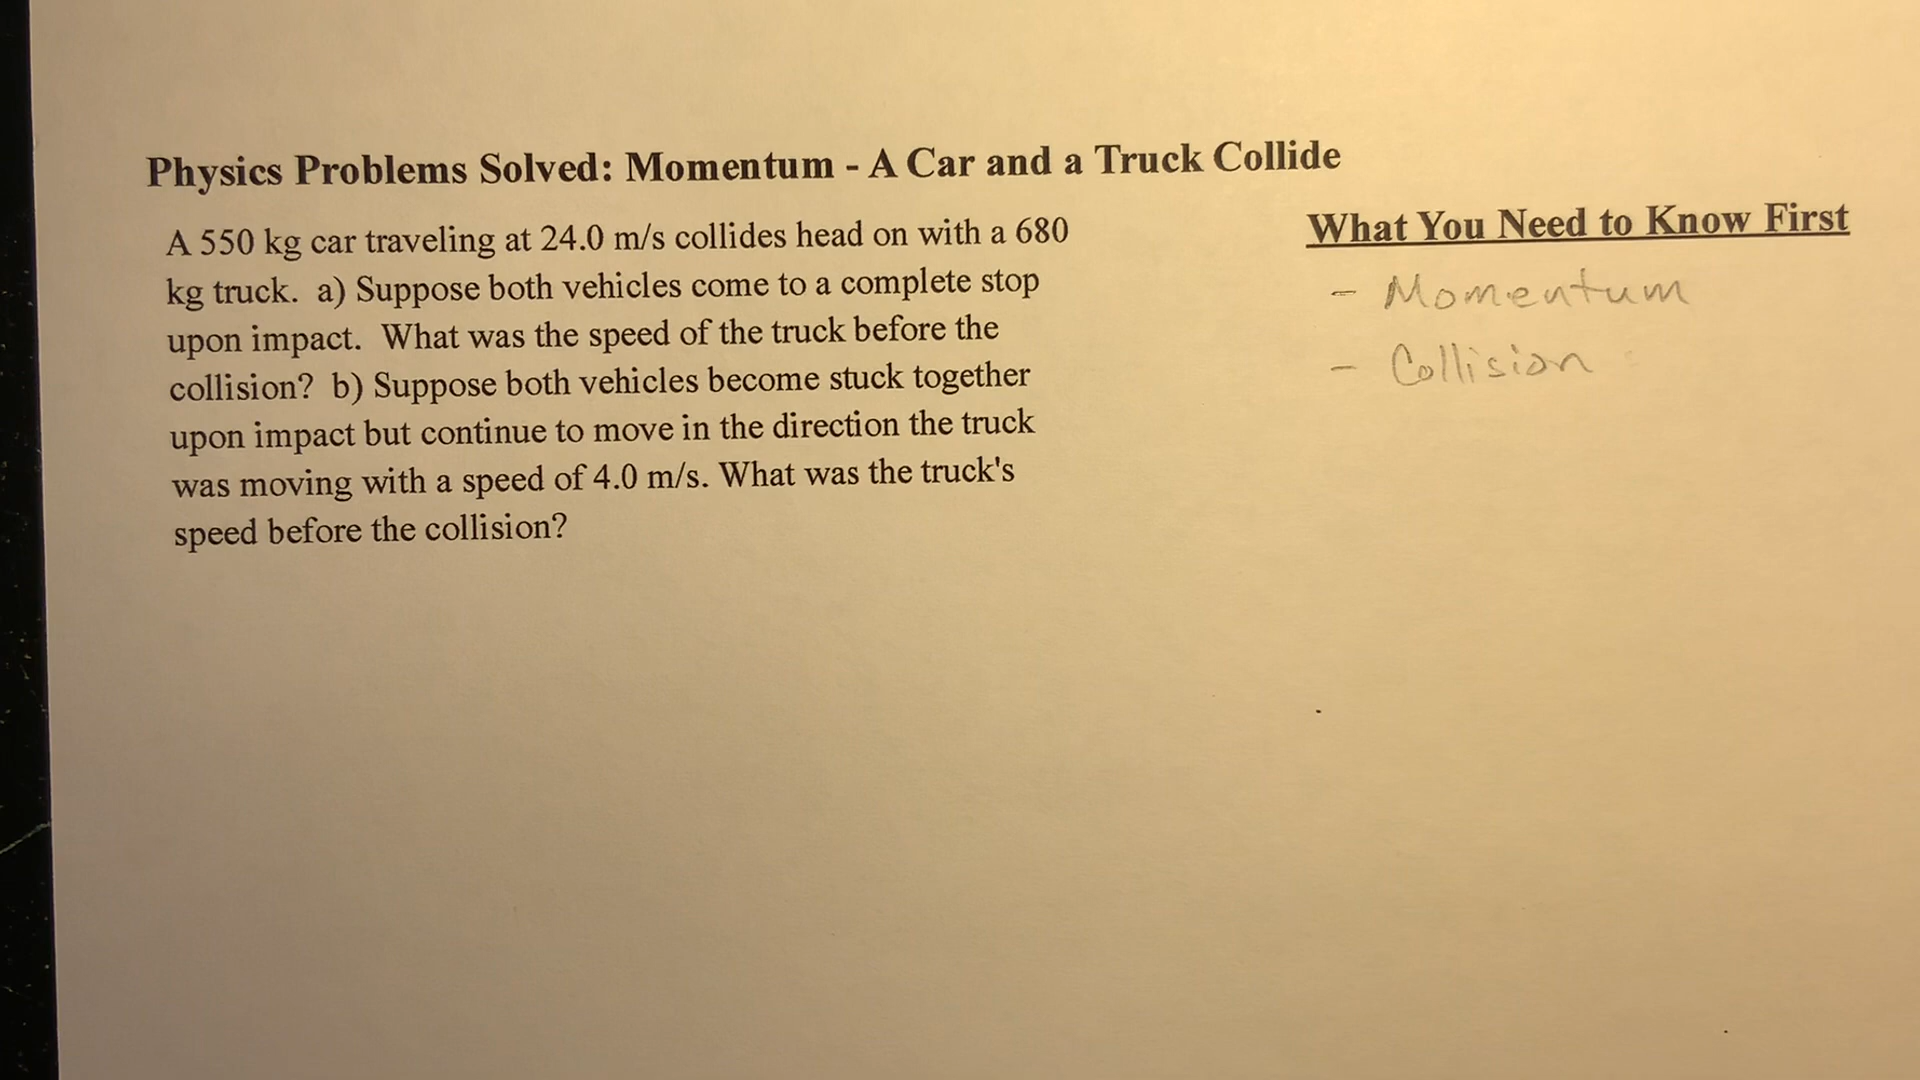 Physics Problems Solved: Momentum - A Car and a Truck Collide
A 550 kg car traveling at 24.0 m/s collides head on with a 680
kg truck. a) Suppose both vehicles come to a complete stop
upon impact. What was the speed of the truck before the
collision? b) Suppose both vehicles become stuck together
upon impact but continue to move in the direction the truck
was moving with a speed of 4.0 m/s. What was the truck's
speed before the collision?
What You Need to Know First
- Momentum
- Collision